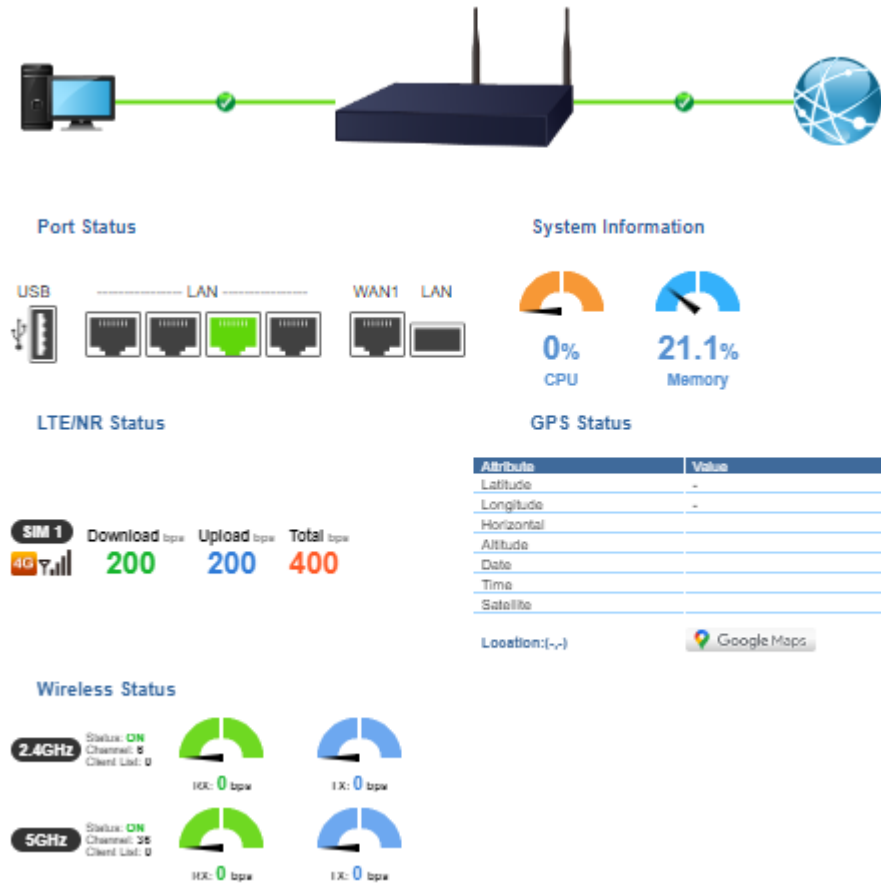 Port Status
System Information
USB
---------------- LAN ----------------
WAN1
LAN
0%
CPU
21.1%
Memory
LTE/NR Status
GPS Status
Attribute Value
Latitude -
Longitude -
Horizontal
Altitude
Date
Time
Satellite
SIM 1
4G
Download bps
200
Upload bps
200
Total bps
400
Location:(-,-)
Google Maps
Wireless Status
2.4GHz
Status: ON
Channel: 6
Client List: 0
RX: 0 bps
TX: 0 bps
5GHz
Status: ON
Channel: 36
Client List: 0
RX: 0 bps
TX: 0 bps